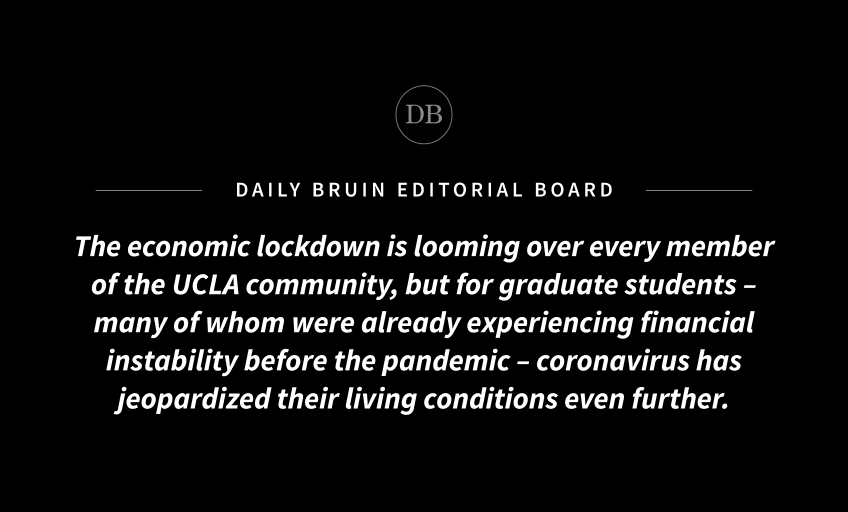 DB
DAILY BRUIN EDITORIAL BOARD
The economic lockdown is looming over every member
of the UCLA community, but for graduate students –
many of whom were already experiencing financial
instability before the pandemic – coronavirus has
jeopardized their living conditions even further.